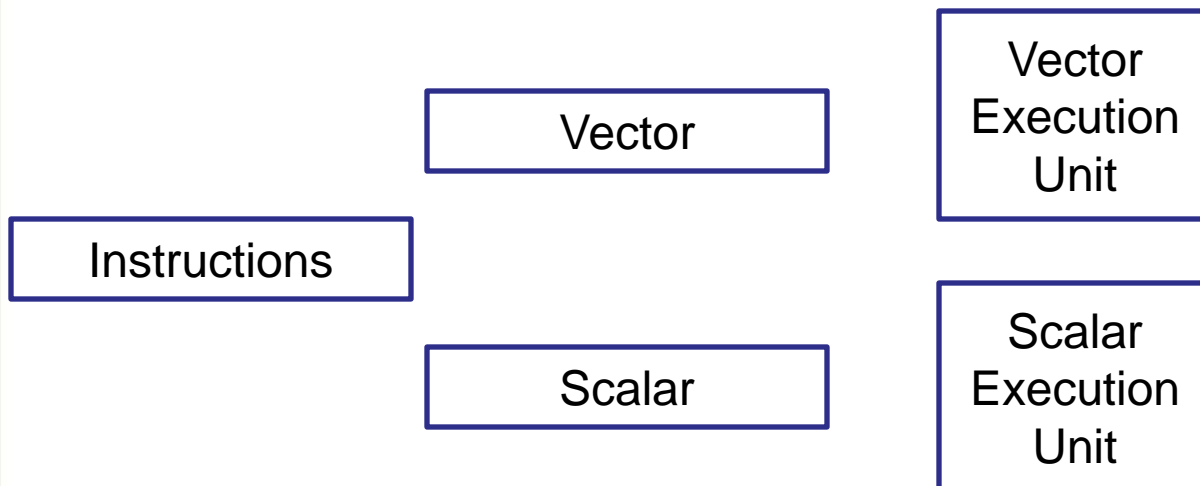 Instructions
Vector
Scalar
Vector
Execution
Unit
Scalar
Execution
Unit